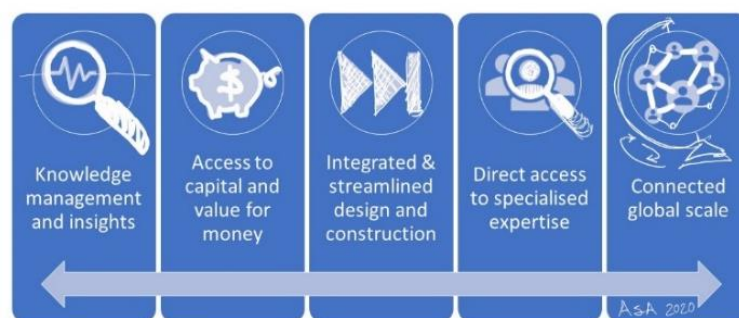 Knowledge
management
and insights
Access to
capital and
value for
money
Integrated &
streamlined
design and
construction
Direct access
to specialised
expertise
Connected
global scale
$
ASA 2020